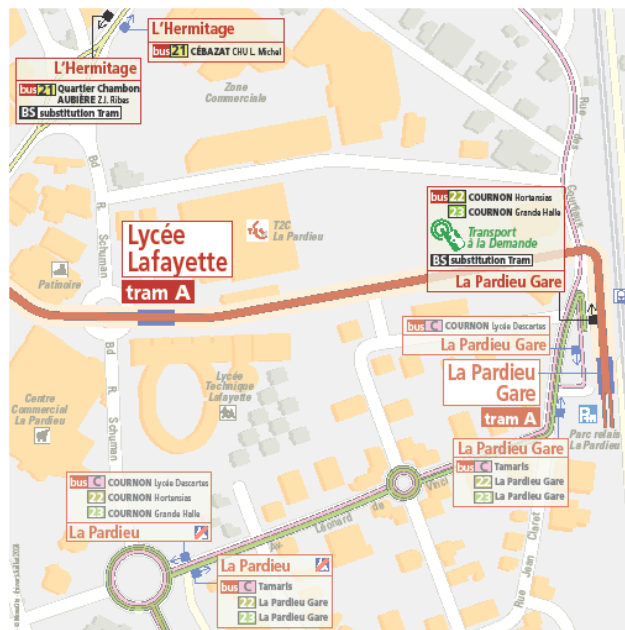 L'Hermitage
bus 21 CÉBAZAT CHU L. Michel
L'Hermitage
bus 21 Quartier Chambon
AUBIÈRE Z.I. Ribes
BS substitution Tram
Zone
Commerciale
Rue des Courtiaux
Bd R. Schuman
bus 22 COURNON Hortensias
23 COURNON Grande Halle
Transport
à la Demande
BS substitution Tram
La Pardieu Gare
Lycée
Lafayette
tram A
T2C
La Pardieu
Patinoire
bus C COURNON Lycée Descartes
La Pardieu Gare
La Pardieu
Gare
tram A
Bd R. Schuman
Lycée
Technique
Lafayette
Centre
Commercial
La Pardieu
Parc relais
La Pardieu
La Pardieu Gare
bus C Tamaris
22 La Pardieu Gare
23 La Pardieu Gare
bus C COURNON Lycée Descartes
22 COURNON Hortensias
23 COURNON Grande Halle
La Pardieu
Av. Léonard de Vinci
Rue Jean Claret
La Pardieu
bus C Tamaris
22 La Pardieu Gare
23 La Pardieu Gare